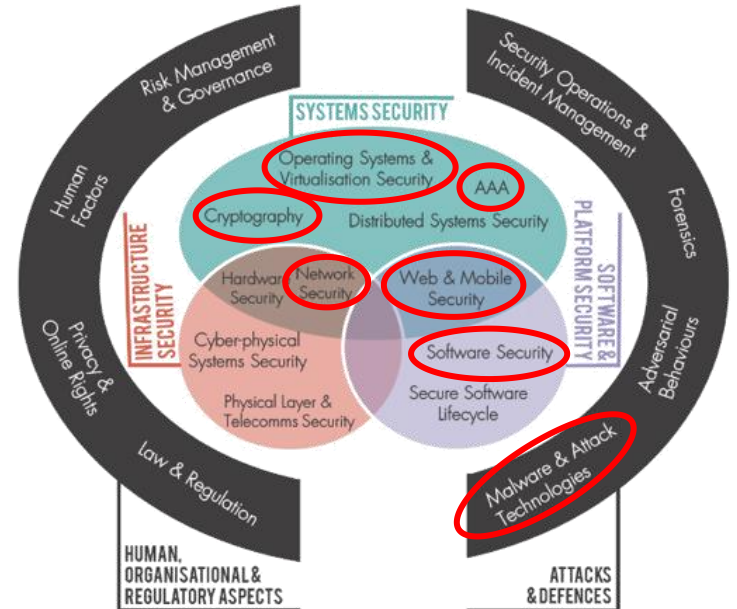 Risk Management
& Governance
Human
Factors
Privacy &
Online Rights
Law & Regulation
HUMAN,
ORGANISATIONAL &
REGULATORY ASPECTS
SYSTEMS SECURITY
Operating Systems &
Virtualisation Security
AAA
Cryptography
Distributed Systems Security
INFRASTRUCTURE
SECURITY
Hardware
Security
Network
Security
Cyber-physical
Systems Security
Physical Layer &
Telecomms Security
Web & Mobile
Security
Software Security
Secure Software
Lifecycle
SOFTWARE &
PLATFORM SECURITY
Security Operations &
Incident Management
Forensics
Adversarial
Behaviours
Malware & Attack
Technologies
ATTACKS
& DEFENCES